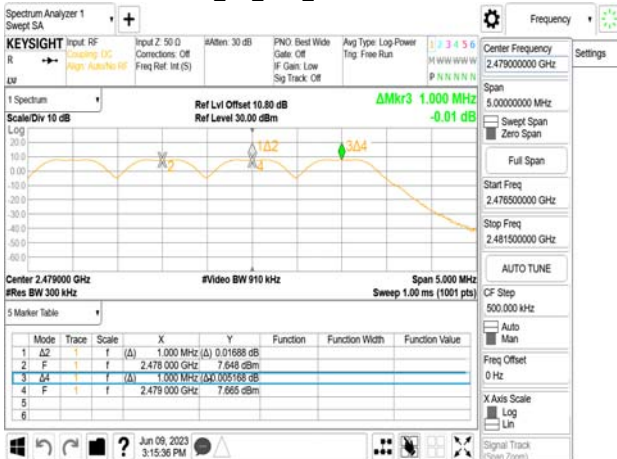 Spectrum Analyzer 1
Swept SA
+
Frequency
KEYSIGHT
Input: RF
Coupling: DC
Align: Auto/No RF
Input Z: 50 Ω
Corrections: Off
Freq Ref: Int (S)
#Atten: 30 dB
PNO: Best Wide
Gate: Off
IF Gain: Low
Sig Track: Off
Avg Type: Log-Power
Trig: Free Run
1 2 3 4 5 6
M W W W W W
P N N N N N
R
LXI
Center Frequency
2.479000000 GHz
Settings
Span
5.00000000 MHz
Swept Span
Zero Span
Full Span
Start Freq
2.476500000 GHz
Stop Freq
2.481500000 GHz
AUTO TUNE
CF Step
500.000 kHz
Auto
Man
Freq Offset
0 Hz
X Axis Scale
Log
Lin
Signal Track
(Span Zoom)
1 Spectrum
Scale/Div 10 dB
Ref Lvl Offset 10.80 dB
Ref Level 30.00 dBm
ΔMkr3 1.000 MHz
-0.01 dB
Log
20.0
10.0
0.00
-10.0
-20.0
-30.0
-40.0
-50.0
-60.0
2
1Δ2
4
3Δ4
Center 2.479000 GHz
#Res BW 300 kHz
#Video BW 910 kHz
Span 5.000 MHz
Sweep 1.00 ms (1001 pts)
5 Marker Table
Mode Trace Scale X Y Function Function Width Function Value
1 Δ2 1 f (Δ) 1.000 MHz (Δ) 0.01688 dB
2 F 1 f 2.478 000 GHz 7.648 dBm
3 Δ4 1 f (Δ) 1.000 MHz (Δ) -0.005168 dB
4 F 1 f 2.479 000 GHz 7.665 dBm
5
6
?
Jun 09, 2023
3:15:36 PM